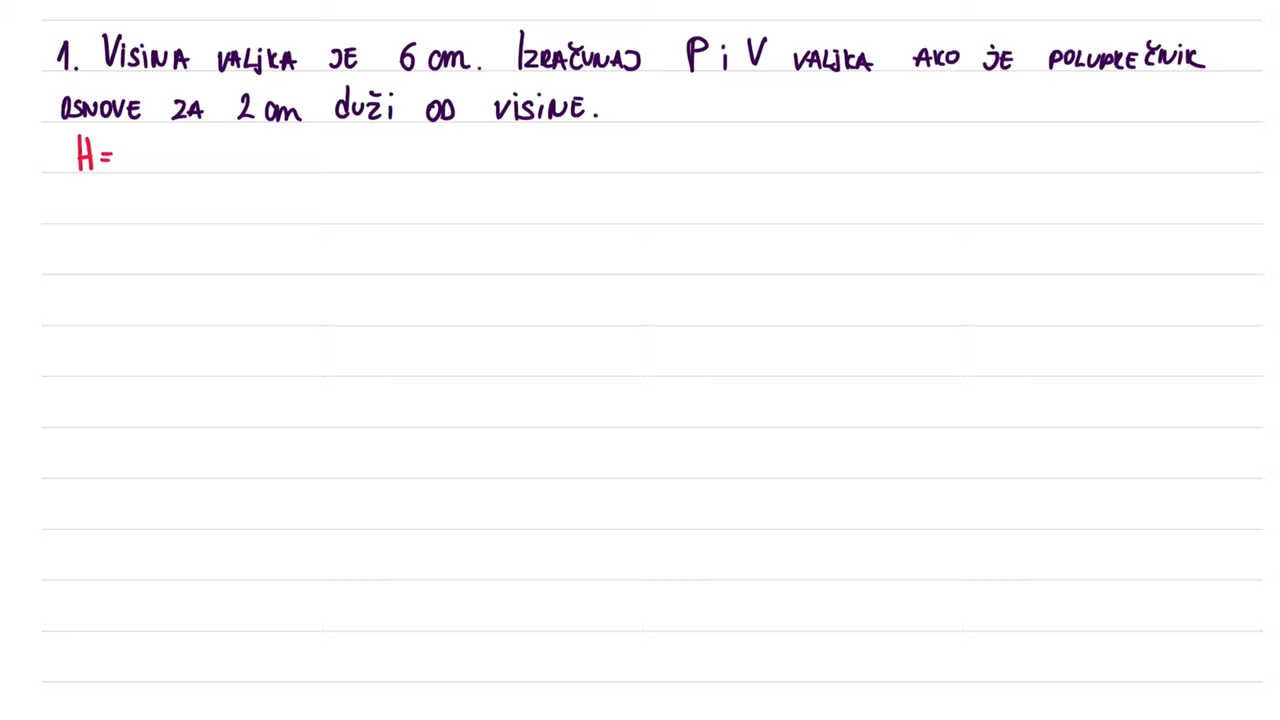 1. Visina valjka je 6 cm. Izračunaj P i V valjka ako je poluprečnik
osnove za 2 cm duži od visine.
H=